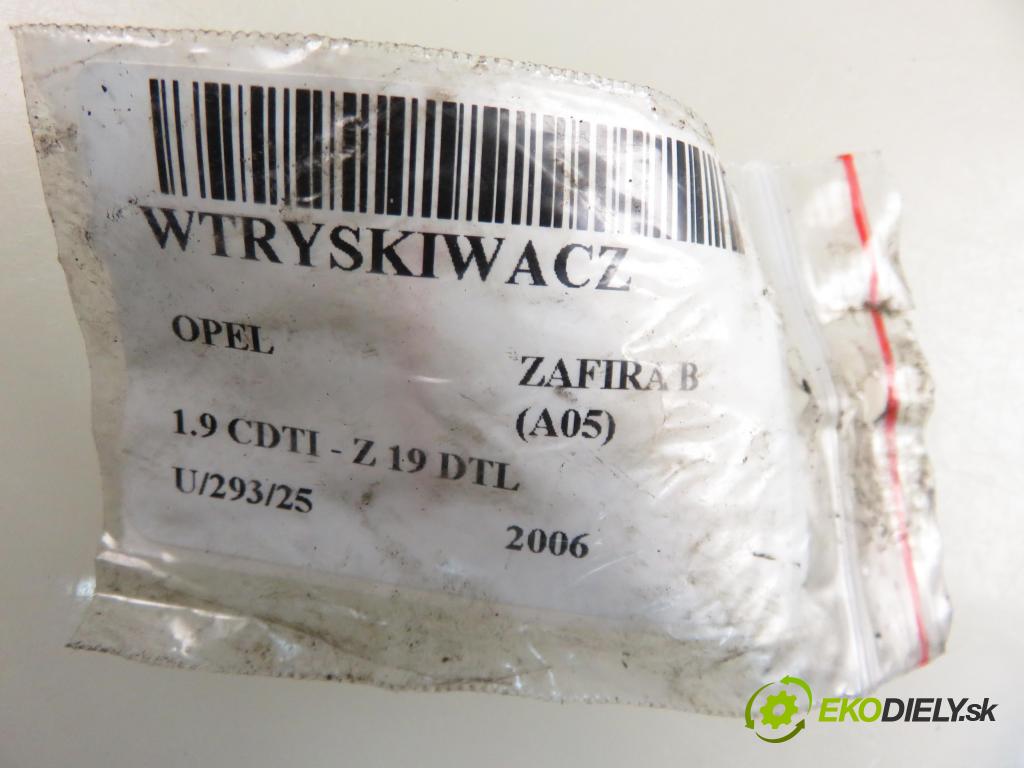 WTRYSKIWACZ
OPEL
ZAFIRA B
(A05)
1.9 CDTI - Z 19 DTL
U/293/25
2006
EKODIELY.sk